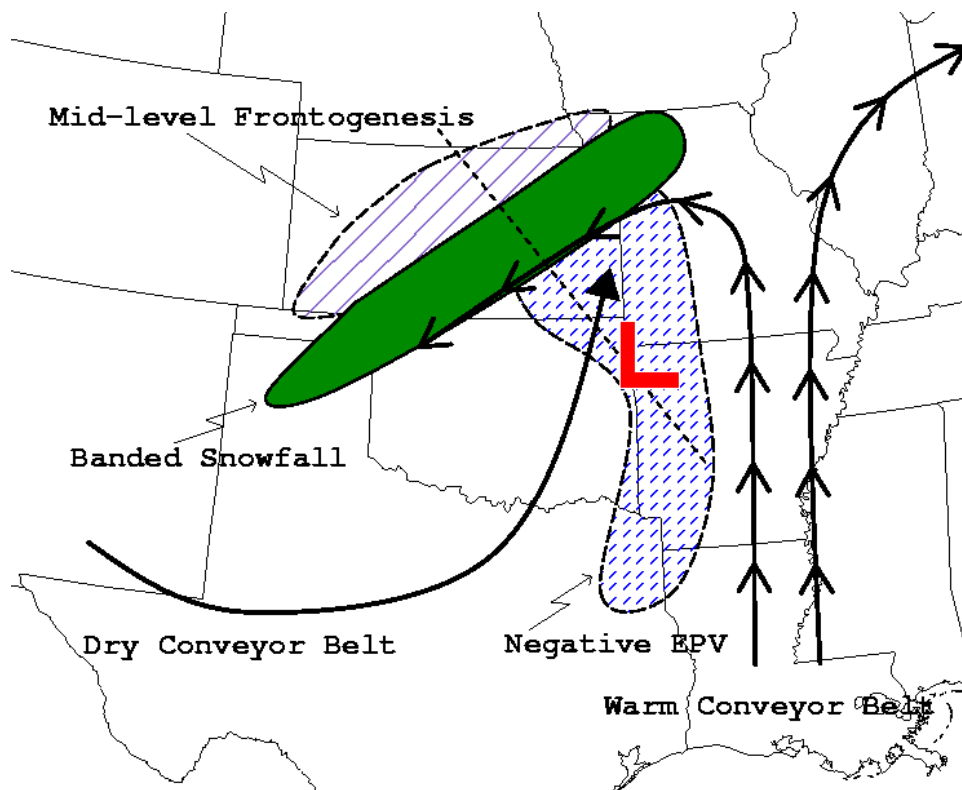 Mid-level Frontogenesis
L
Banded Snowfall
Dry Conveyor Belt
Negative EPV
Warm Conveyor Belt